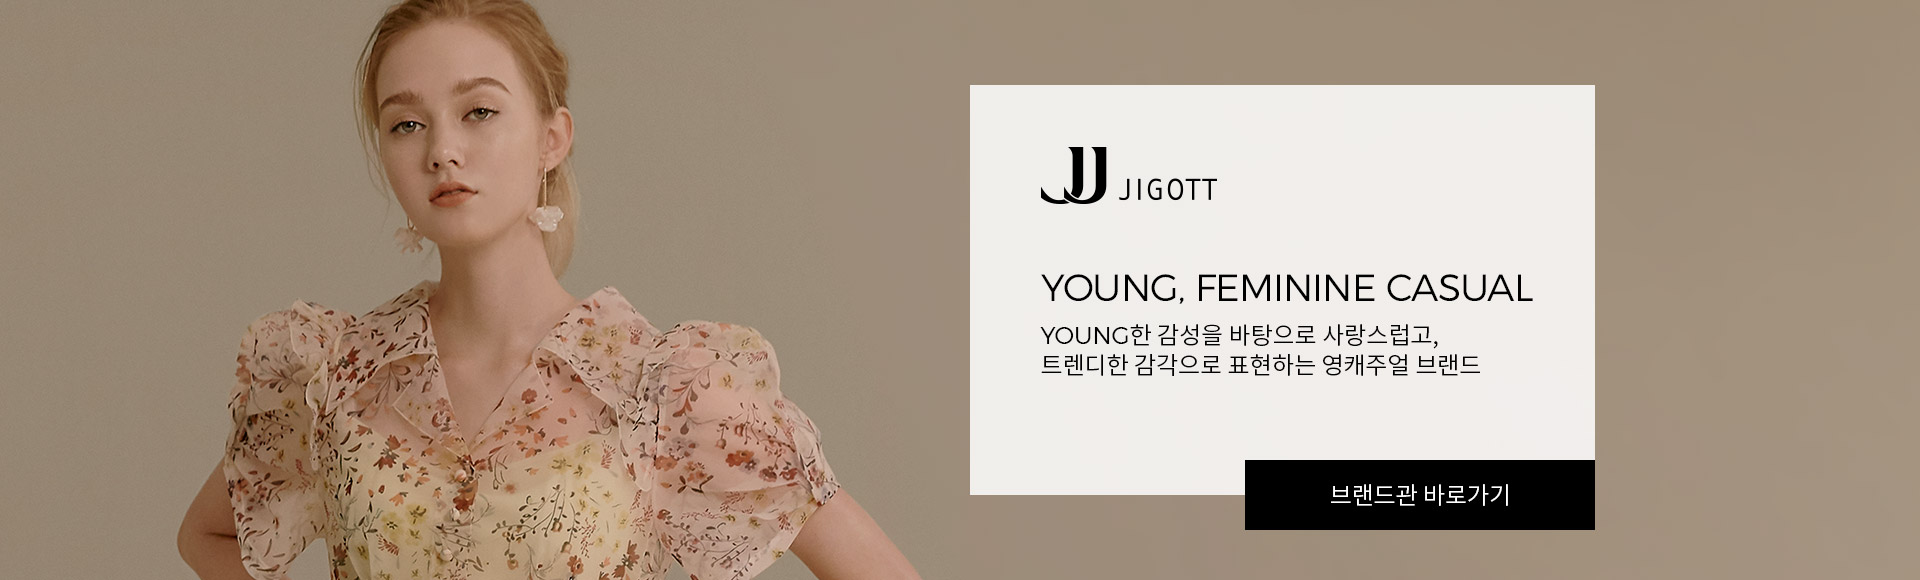 JJ JIGOTT
YOUNG, FEMININE CASUAL
YOUNG한 감성을 바탕으로 사랑스럽고,
트렌디한 감각으로 표현하는 영캐주얼 브랜드
브랜드관 바로가기